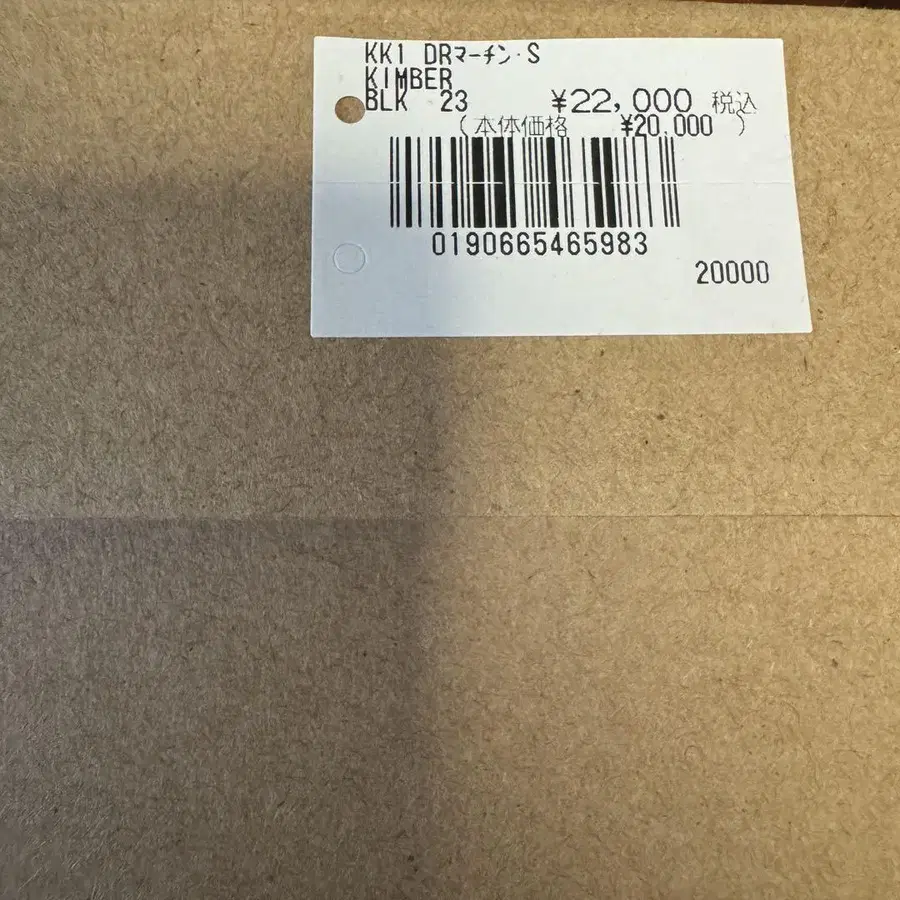 KK1 DRマーチン・S
KIMBER
BLK 23 ¥22,000 税込
(本体価格 ¥20,000 )
0190665465983
20000